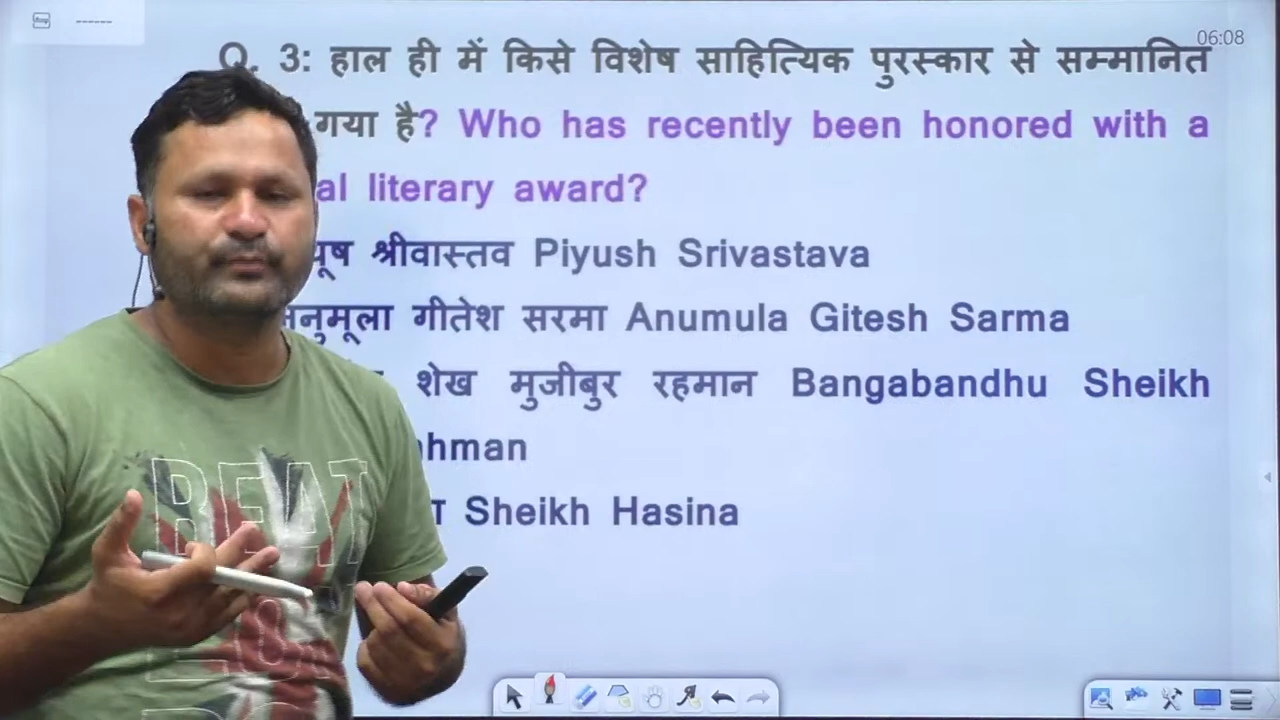 06:08
Q. 3: हाल ही में किसे विशेष साहित्यिक पुरस्कार से सम्मानित
गया है? Who has recently been honored with a
al literary award?
यूष श्रीवास्तव Piyush Srivastava
नुमूला गीतेश सरमा Anumula Gitesh Sarma
शेख मुजीबुर रहमान Bangabandhu Sheikh
hman
Sheikh Hasina
BEAT